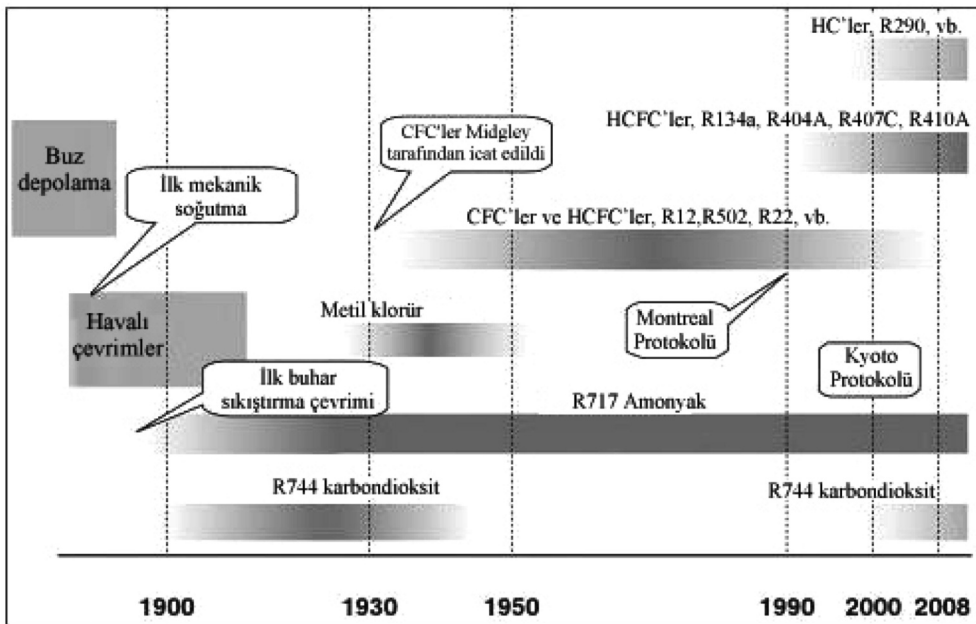 HC'ler, R290, vb.
HCFC'ler, R134a, R404A, R407C, R410A
CFC'ler Midgley
tarafından icat edildi
Buz
depolama
İlk mekanik
soğutma
CFC'ler ve HCFC'ler, R12,R502, R22, vb.
Metil klorür
Montreal
Protokolü
Havalı
çevrimler
Kyoto
Protokolü
İlk buhar
sıkıştırma çevrimi
R717 Amonyak
R744 karbondioksit
R744 karbondioksit
1900
1930
1950
1990
2000
2008